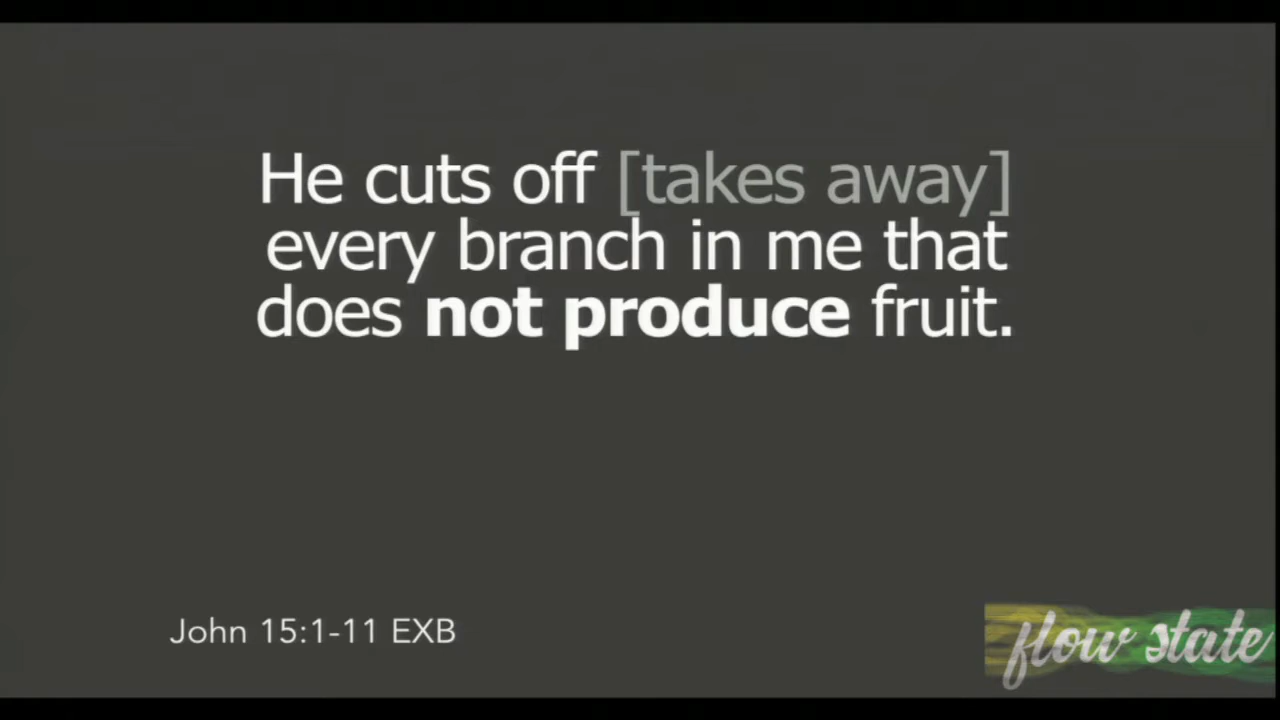 He cuts off [takes away]
every branch in me that
does not produce fruit.
John 15:1-11 EXB
flow state